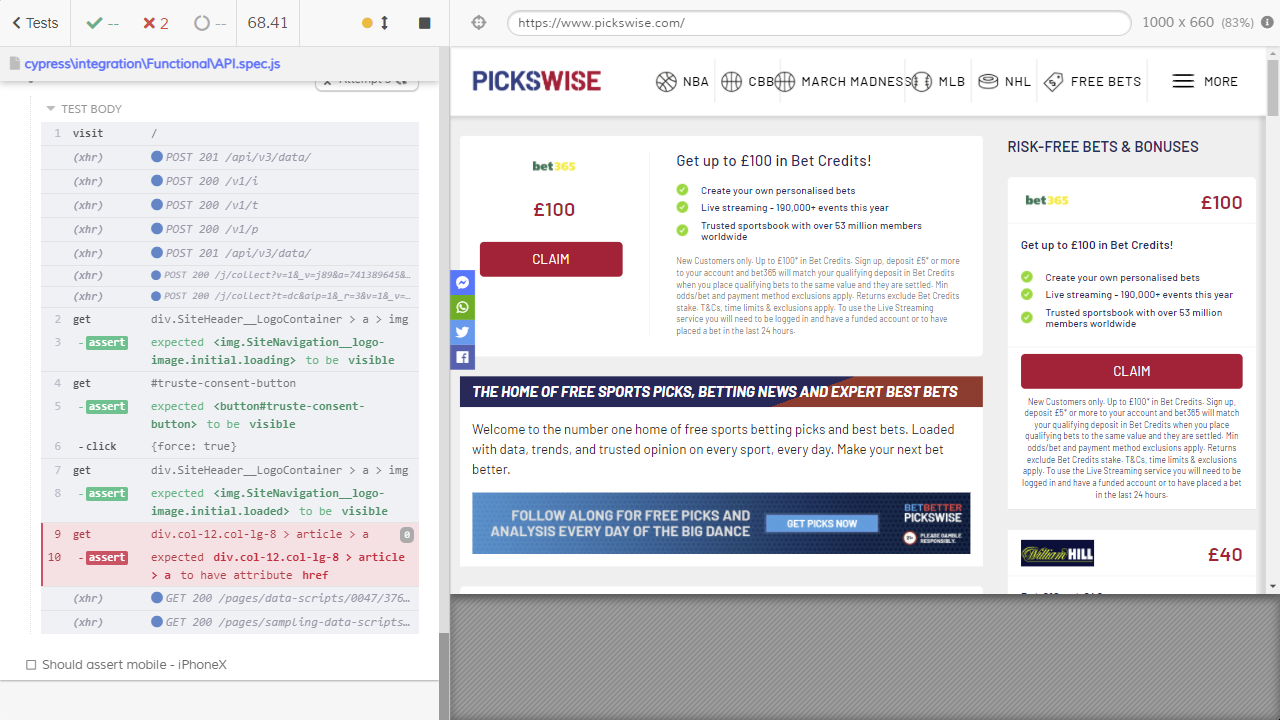 Tests
--
2
--
68.41
https://www.pickswise.com/
1000 x 660 (83%)
cypress\integration\Functional\API.spec.js
TEST BODY
1 visit /
(xhr) POST 201 /api/v3/data/
(xhr) POST 200 /v1/i
(xhr) POST 200 /v1/t
(xhr) POST 200 /v1/p
(xhr) POST 201 /api/v3/data/
(xhr) POST 200 /j/collect?v=1&_v=j89&a=741389645&…
(xhr) POST 200 /j/collect?t=dc&aip=1&_r=3&v=1&_v=…
2 get div.SiteHeader__LogoContainer > a > img
3 -assert expected <img.SiteNavigation__logo-
image.initial.loading> to be visible
4 get #truste-consent-button
5 -assert expected <button#truste-consent-
button> to be visible
6 -click {force: true}
7 get div.SiteHeader__LogoContainer > a > img
8 -assert expected <img.SiteNavigation__logo-
image.initial.loaded> to be visible
9 get div.col-12.col-lg-8 > article > a 0
10 -assert expected div.col-12.col-lg-8 > article
> a to have attribute href
(xhr) GET 200 /pages/data-scripts/0047/376…
(xhr) GET 200 /pages/sampling-data-scripts…
Should assert mobile - iPhoneX
PICKSWISE
NBA
CBB
MARCH MADNESS
MLB
NHL
FREE BETS
MORE
bet365
£100
CLAIM
Get up to £100 in Bet Credits!
Create your own personalised bets
Live streaming - 190,000+ events this year
Trusted sportsbook with over 53 million members
worldwide
New Customers only. Up to £100* in Bet Credits. Sign up, deposit £5* or more
to your account and bet365 will match your qualifying deposit in Bet Credits
when you place qualifying bets to the same value and they are settled. Min
odds/bet and payment method exclusions apply. Returns exclude Bet Credits
stake. T&Cs, time limits & exclusions apply. To use the Live Streaming
service you will need to be logged in and have a funded account or to have
placed a bet in the last 24 hours.
THE HOME OF FREE SPORTS PICKS, BETTING NEWS AND EXPERT BEST BETS
Welcome to the number one home of free sports betting picks and best bets. Loaded
with data, trends, and trusted opinion on every sport, every day. Make your next bet
better.
FOLLOW ALONG FOR FREE PICKS AND
ANALYSIS EVERY DAY OF THE BIG DANCE
GET PICKS NOW
BETBETTER
PICKSWISE
PLEASE GAMBLE
RESPONSIBLY.
RISK-FREE BETS & BONUSES
bet365
£100
Get up to £100 in Bet Credits!
Create your own personalised bets
Live streaming - 190,000+ events this year
Trusted sportsbook with over 53 million
members worldwide
CLAIM
New Customers only. Up to £100* in Bet Credits. Sign up,
deposit £5* or more to your account and bet365 will match
your qualifying deposit in Bet Credits when you place
qualifying bets to the same value and they are settled. Min
odds/bet and payment method exclusions apply. Returns
exclude Bet Credits stake. T&Cs, time limits & exclusions
apply. To use the Live Streaming service you will need to be
logged in and have a funded account or to have placed a bet
in the last 24 hours.
William HILL
£40